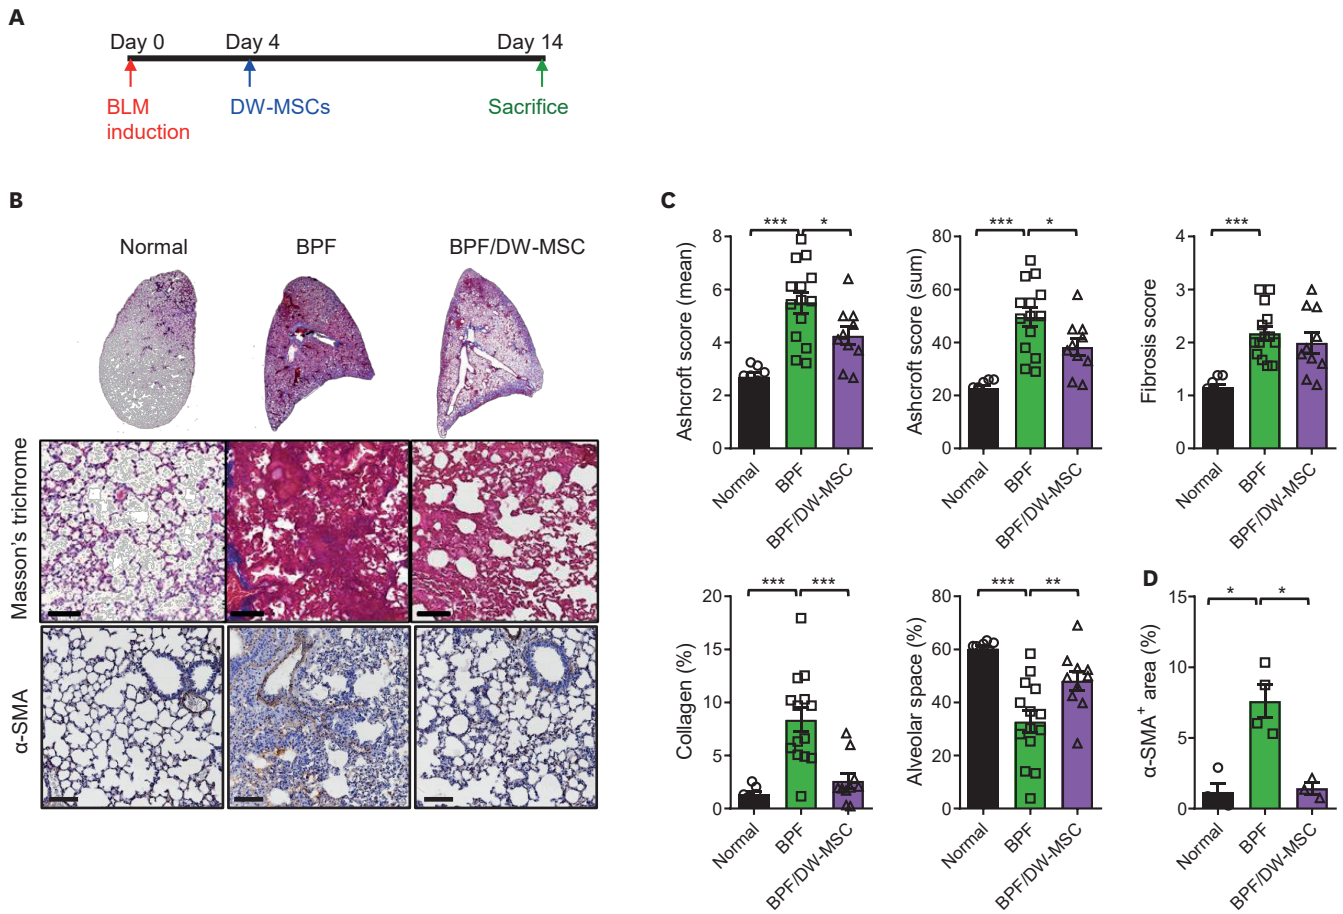 A
Day 0 Day 4 Day 14
BLM
induction
DW-MSCs
Sacrifice
B
Normal BPF BPF/DW-MSC
Masson's trichrome
α-SMA
C
Ashcroft score (mean)
8
6
4
2
0
*** *
Normal
BPF
BPF/DW-MSC
Ashcroft score (sum)
80
60
40
20
0
*** *
Normal
BPF
BPF/DW-MSC
Fibrosis score
4
3
2
1
0
***
Normal
BPF
BPF/DW-MSC
Collagen (%)
20
15
10
5
0
*** ***
Normal
BPF
BPF/DW-MSC
Alveolar space (%)
80
60
40
20
0
*** **
Normal
BPF
BPF/DW-MSC
D
α-SMA⁺ area (%)
15
10
5
0
* *
Normal
BPF
BPF/DW-MSC